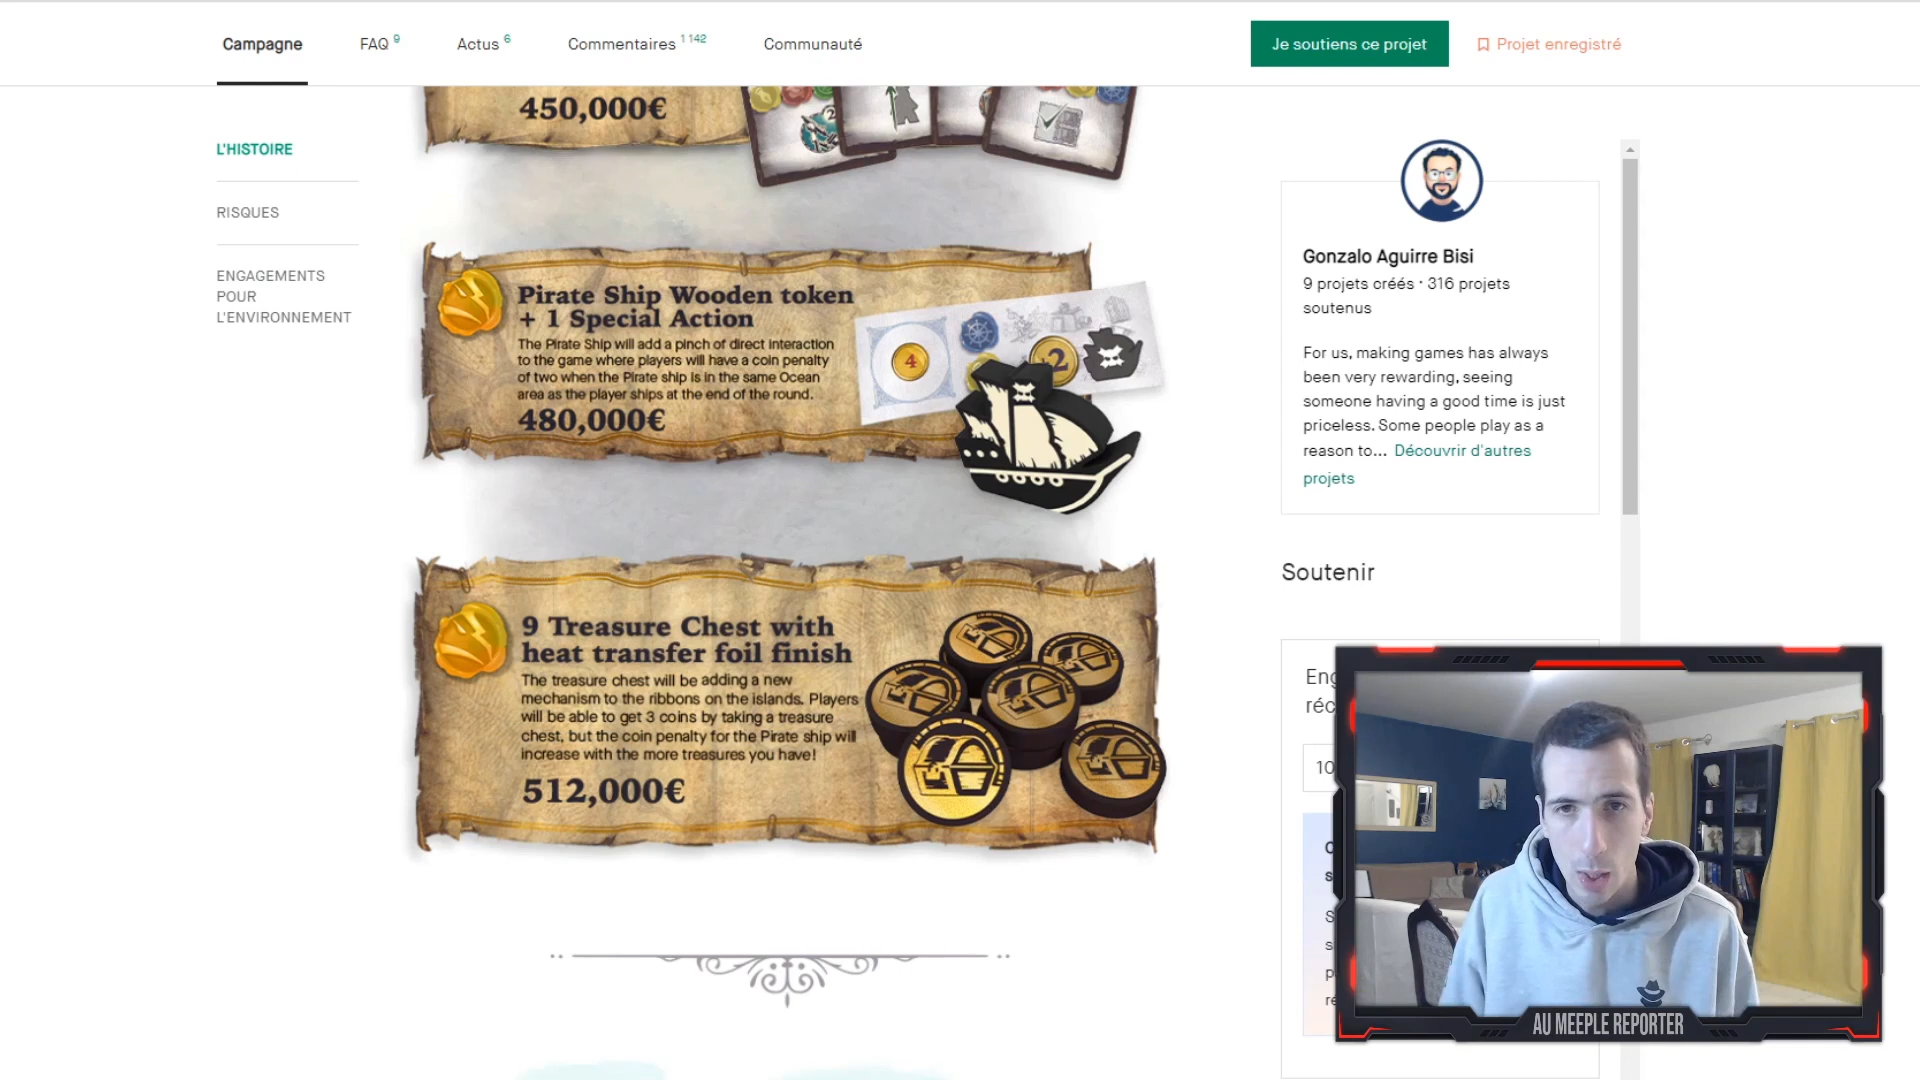 Campagne
FAQ 9
Actus 6
Commentaires 1 142
Communauté
Je soutiens ce projet
Projet enregistré
L'HISTOIRE
RISQUES
ENGAGEMENTS
POUR
L'ENVIRONNEMENT
450,000€
2
Pirate Ship Wooden token
+ 1 Special Action
The Pirate Ship will add a pinch of direct interaction
to the game where players will have a coin penalty
of two when the Pirate ship is in the same Ocean
area as the player ships at the end of the round.
480,000€
4
2
9 Treasure Chest with
heat transfer foil finish
The treasure chest will be adding a new
mechanism to the ribbons on the islands. Players
will be able to get 3 coins by taking a treasure
chest, but the coin penalty for the Pirate ship will
increase with the more treasures you have!
512,000€
Gonzalo Aguirre Bisi
9 projets créés · 316 projets
soutenus
For us, making games has always
been very rewarding, seeing
someone having a good time is just
priceless. Some people play as a
reason to... Découvrir d'autres
projets
Soutenir
Eng
réc
10
AU MEEPLE REPORTER